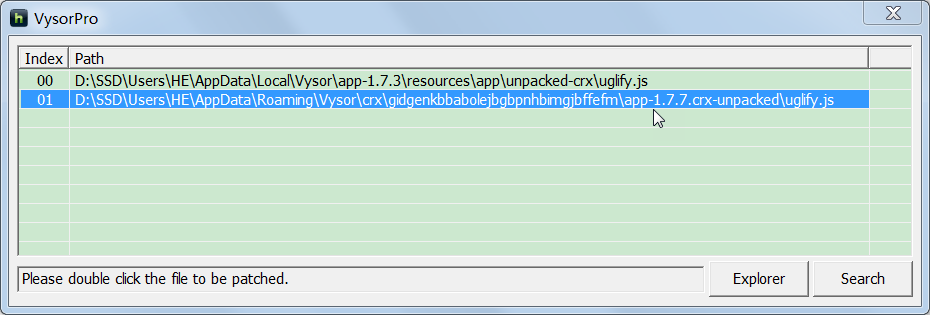 VysorPro
Index Path
00 D:\SSD\Users\HE\AppData\Local\Vysor\app-1.7.3\resources\app\unpacked-crx\uglify.js
01 D:\SSD\Users\HE\AppData\Roaming\Vysor\crx\gidgenkbbabolejbgbpnhbimgjbffefm\app-1.7.7.crx-unpacked\uglify.js
Please double click the file to be patched.
Explorer
Search